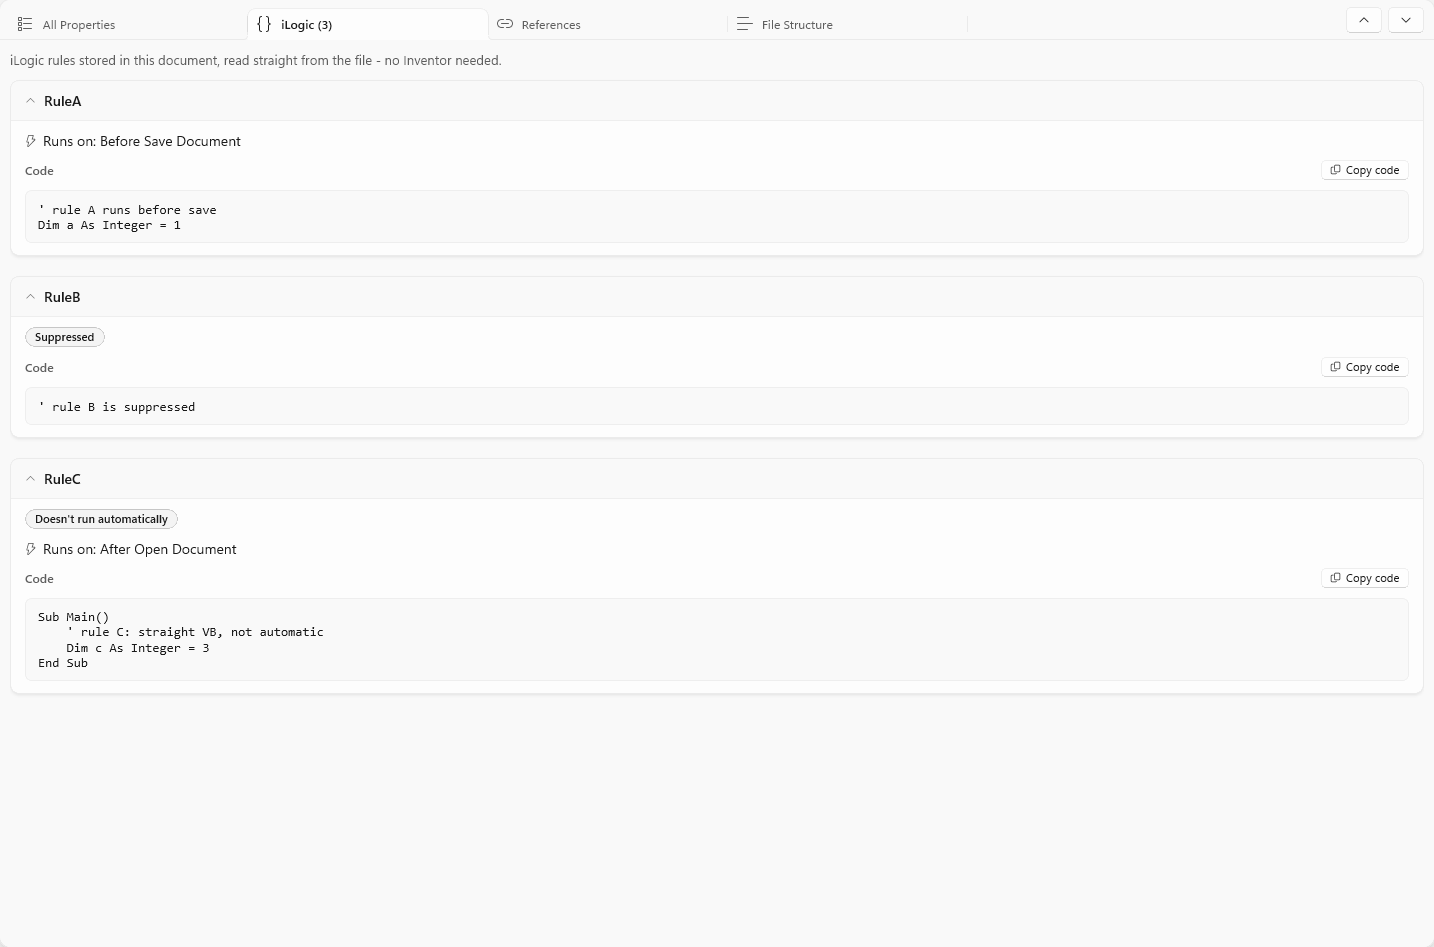 All Properties
{ } iLogic (3)
References
File Structure
iLogic rules stored in this document, read straight from the file - no Inventor needed.
RuleA
Runs on: Before Save Document
Code
Copy code
' rule A runs before save
Dim a As Integer = 1
RuleB
Suppressed
Code
Copy code
' rule B is suppressed
RuleC
Doesn't run automatically
Runs on: After Open Document
Code
Copy code
Sub Main()
    ' rule C: straight VB, not automatic
    Dim c As Integer = 3
End Sub